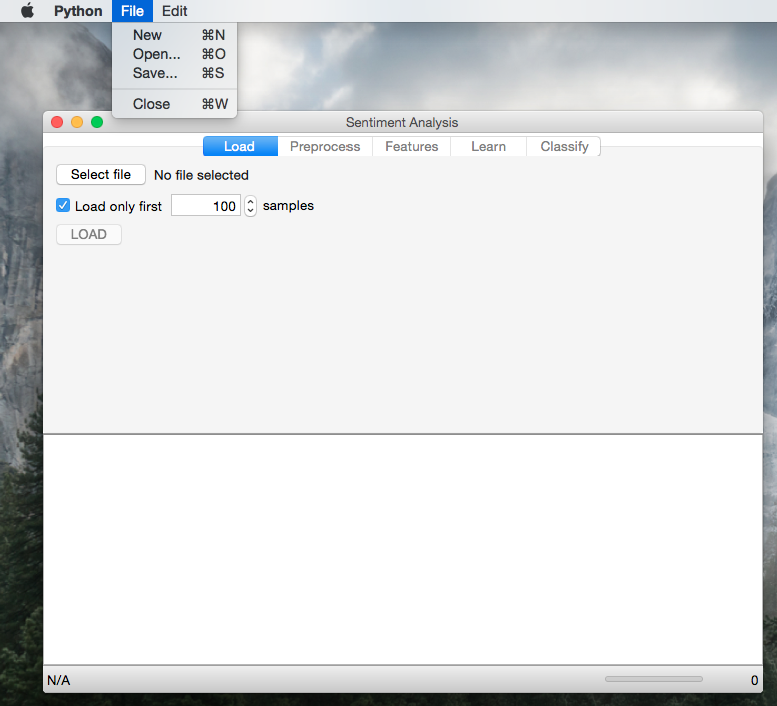 Python File Edit
New ⌘N
Open... ⌘O
Save... ⌘S
Close ⌘W
Sentiment Analysis
Load Preprocess Features Learn Classify
Select file No file selected
Load only first 100 samples
LOAD
N/A 0